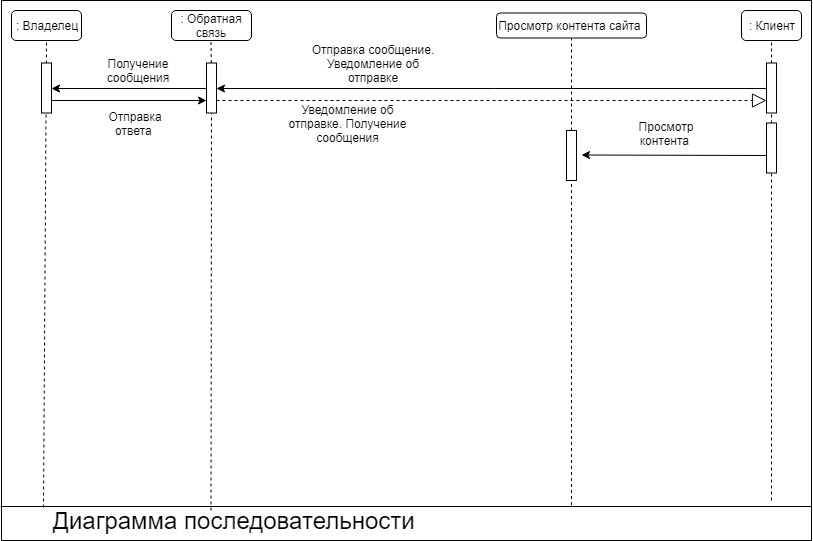 : Владелец
: Обратная
связь
Просмотр контента сайта
: Клиент
Получение
сообщения
Отправка сообщение.
Уведомление об
отправке
Отправка
ответа
Уведомление об
отправке. Получение
сообщения
Просмотр
контента
Диаграмма последовательности